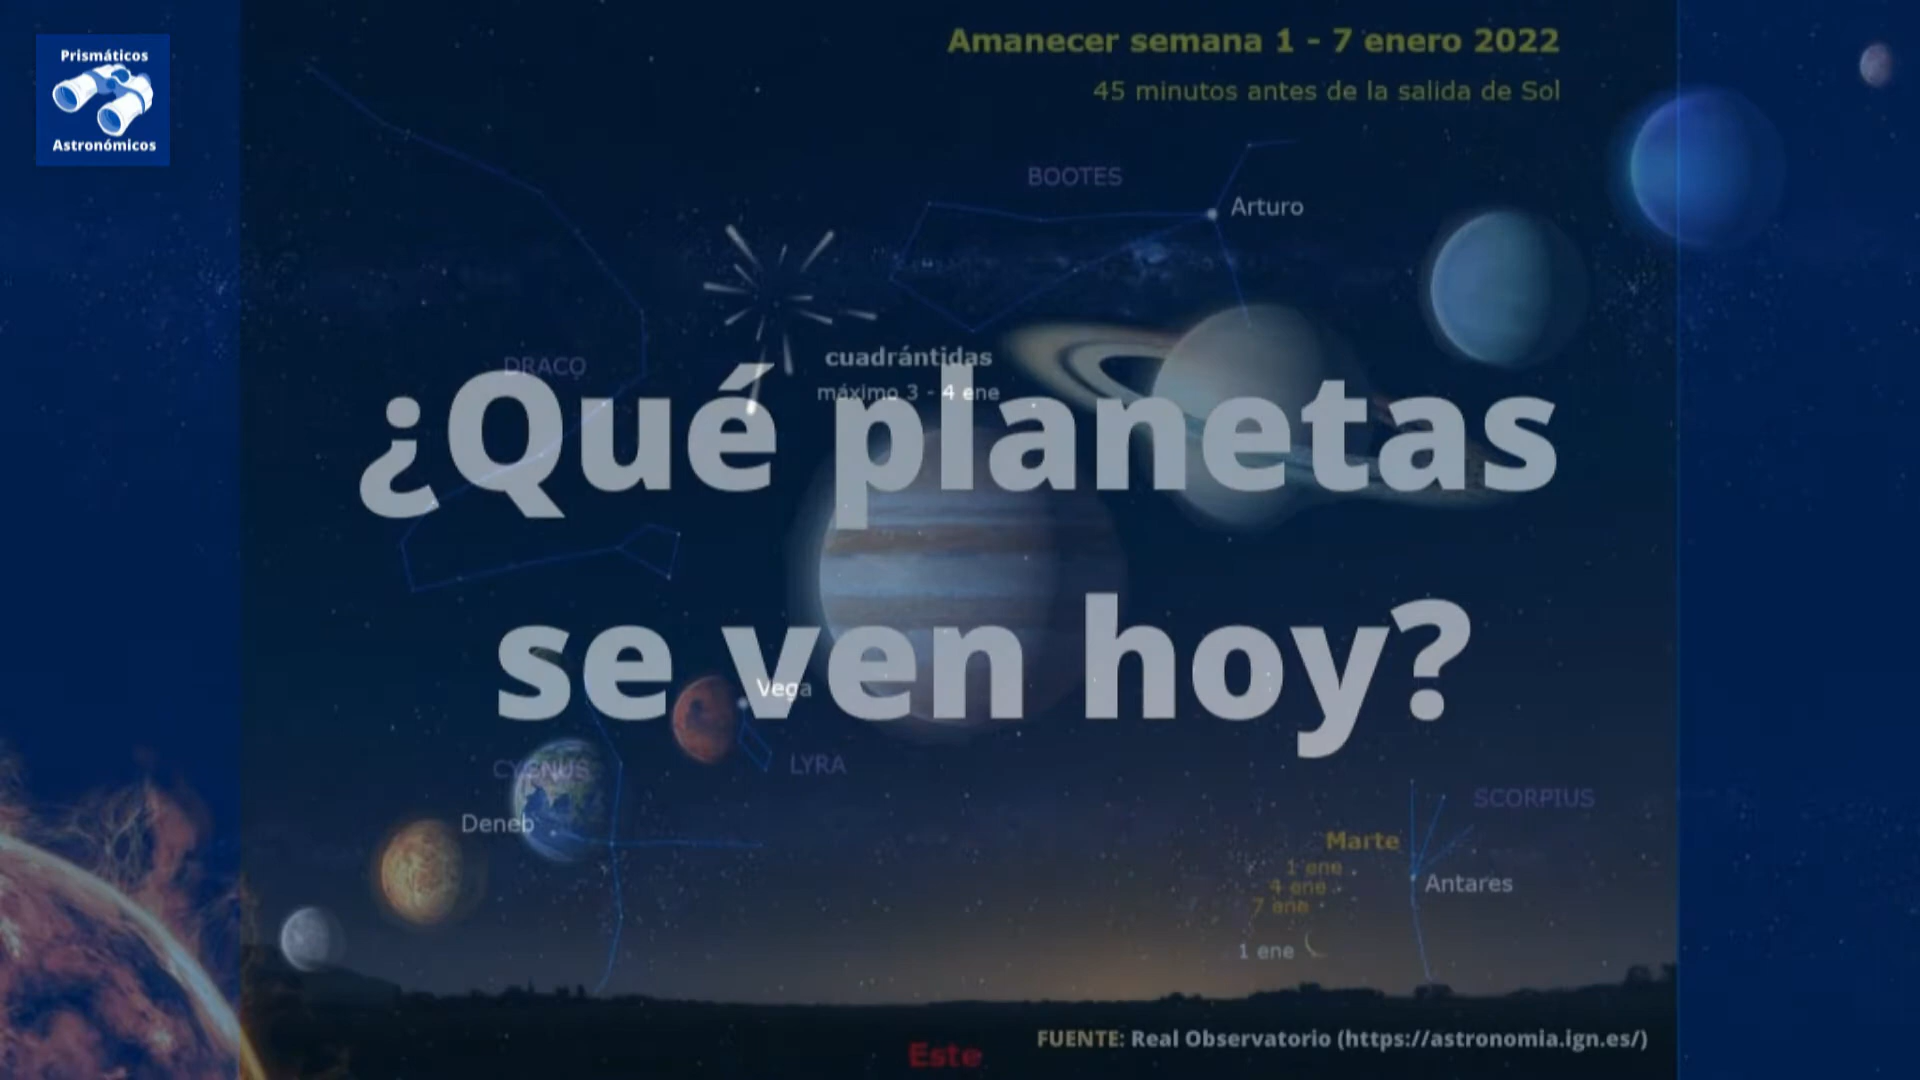 Prismáticos
Astronómicos
Amanecer semana 1 - 7 enero 2022
45 minutos antes de la salida de Sol
BOOTES
Arturo
cuadrántidas
máximo 3 - 4 ene
DRACO
¿Qué planetas
se ven hoy?
Vega
LYRA
CYGNUS
Deneb
SCORPIUS
Marte
1 ene
4 ene
7 ene
Antares
1 ene
Este
FUENTE: Real Observatorio (https://astronomia.ign.es/)